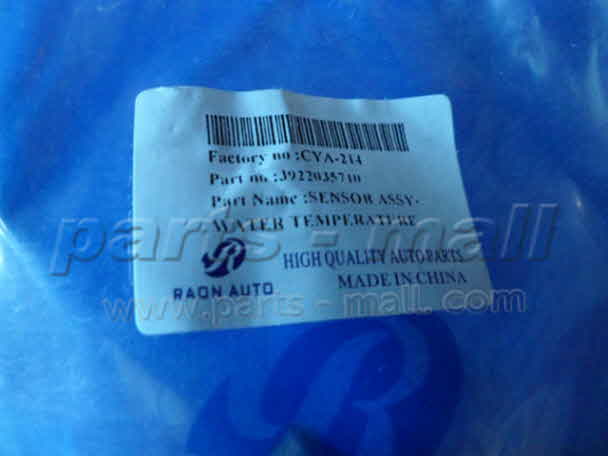 Factory no :CYA-214
Part no :3922035710
Part Name :SENSOR ASSY-
WATER TEMPERATURE
parts - mall
HIGH QUALITY AUTO PARTS
RAON AUTO
MADE IN CHINA
www.parts-mall.com